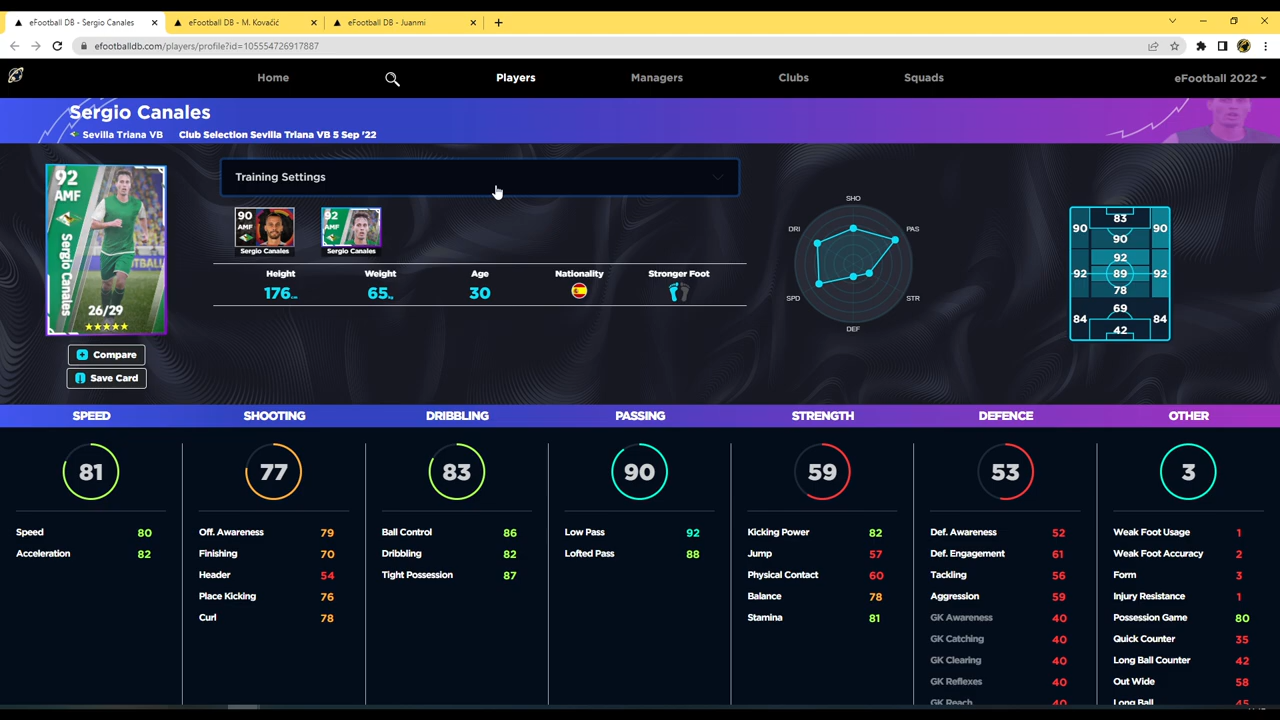 eFootball DB - Sergio Canales
eFootball DB - M. Kovačić
eFootball DB - Juanmi
efootballdb.com/players/profile?id=105554726917887
Home
Players
Managers
Clubs
Squads
eFootball 2022
Sergio Canales
Sevilla Triana VB
Club Selection Sevilla Triana VB 5 Sep '22
92
AMF
Sergio Canales
26/29
Compare
Save Card
Training Settings
90
AMF
Sergio Canales
92
AMF
Sergio Canales
Height Weight Age Nationality Stronger Foot
176 65 30
SHO
PAS
STR
DEF
SPD
DRI
83
90 90
90
92
92 89 92
78
69
84 84
42
SPEED SHOOTING DRIBBLING PASSING STRENGTH DEFENCE OTHER
81 77 83 90 59 53 3
Speed 80
Acceleration 82
Off. Awareness 79
Finishing 70
Header 54
Place Kicking 76
Curl 78
Ball Control 86
Dribbling 82
Tight Possession 87
Low Pass 92
Lofted Pass 88
Kicking Power 82
Jump 57
Physical Contact 60
Balance 78
Stamina 81
Def. Awareness 52
Def. Engagement 61
Tackling 56
Aggression 59
GK Awareness 40
GK Catching 40
GK Clearing 40
GK Reflexes 40
GK Reach 40
Weak Foot Usage 1
Weak Foot Accuracy 2
Form 3
Injury Resistance 1
Possession Game 80
Quick Counter 35
Long Ball Counter 42
Out Wide 58
Long Ball 45